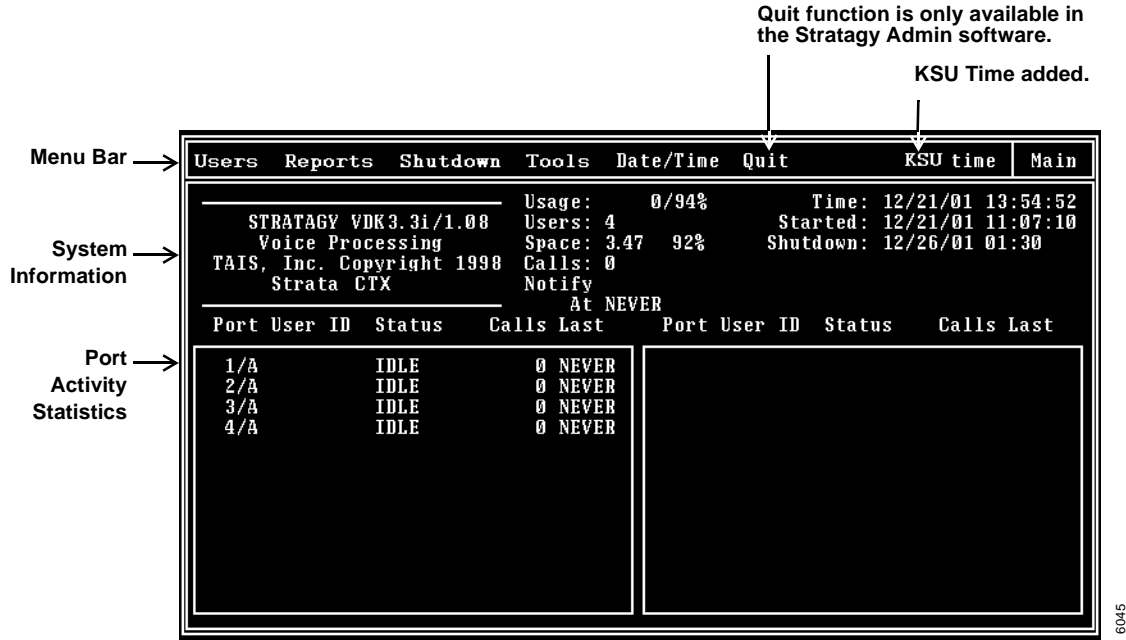 Quit function is only available in
the Stratagy Admin software.
KSU Time added.
Menu Bar
Users Reports Shutdown Tools Date/Time Quit KSU time Main
System
Information
STRATAGY VDK3.3i/1.08
Voice Processing
TAIS, Inc. Copyright 1998
Strata CTX
Usage: 0/94%
Users: 4
Space: 3.47 92%
Calls: 0
Notify
At NEVER
Time: 12/21/01 13:54:52
Started: 12/21/01 11:07:10
Shutdown: 12/26/01 01:30
Port User ID Status Calls Last Port User ID Status Calls Last
Port
Activity
Statistics
1/A IDLE 0 NEVER
2/A IDLE 0 NEVER
3/A IDLE 0 NEVER
4/A IDLE 0 NEVER
6045